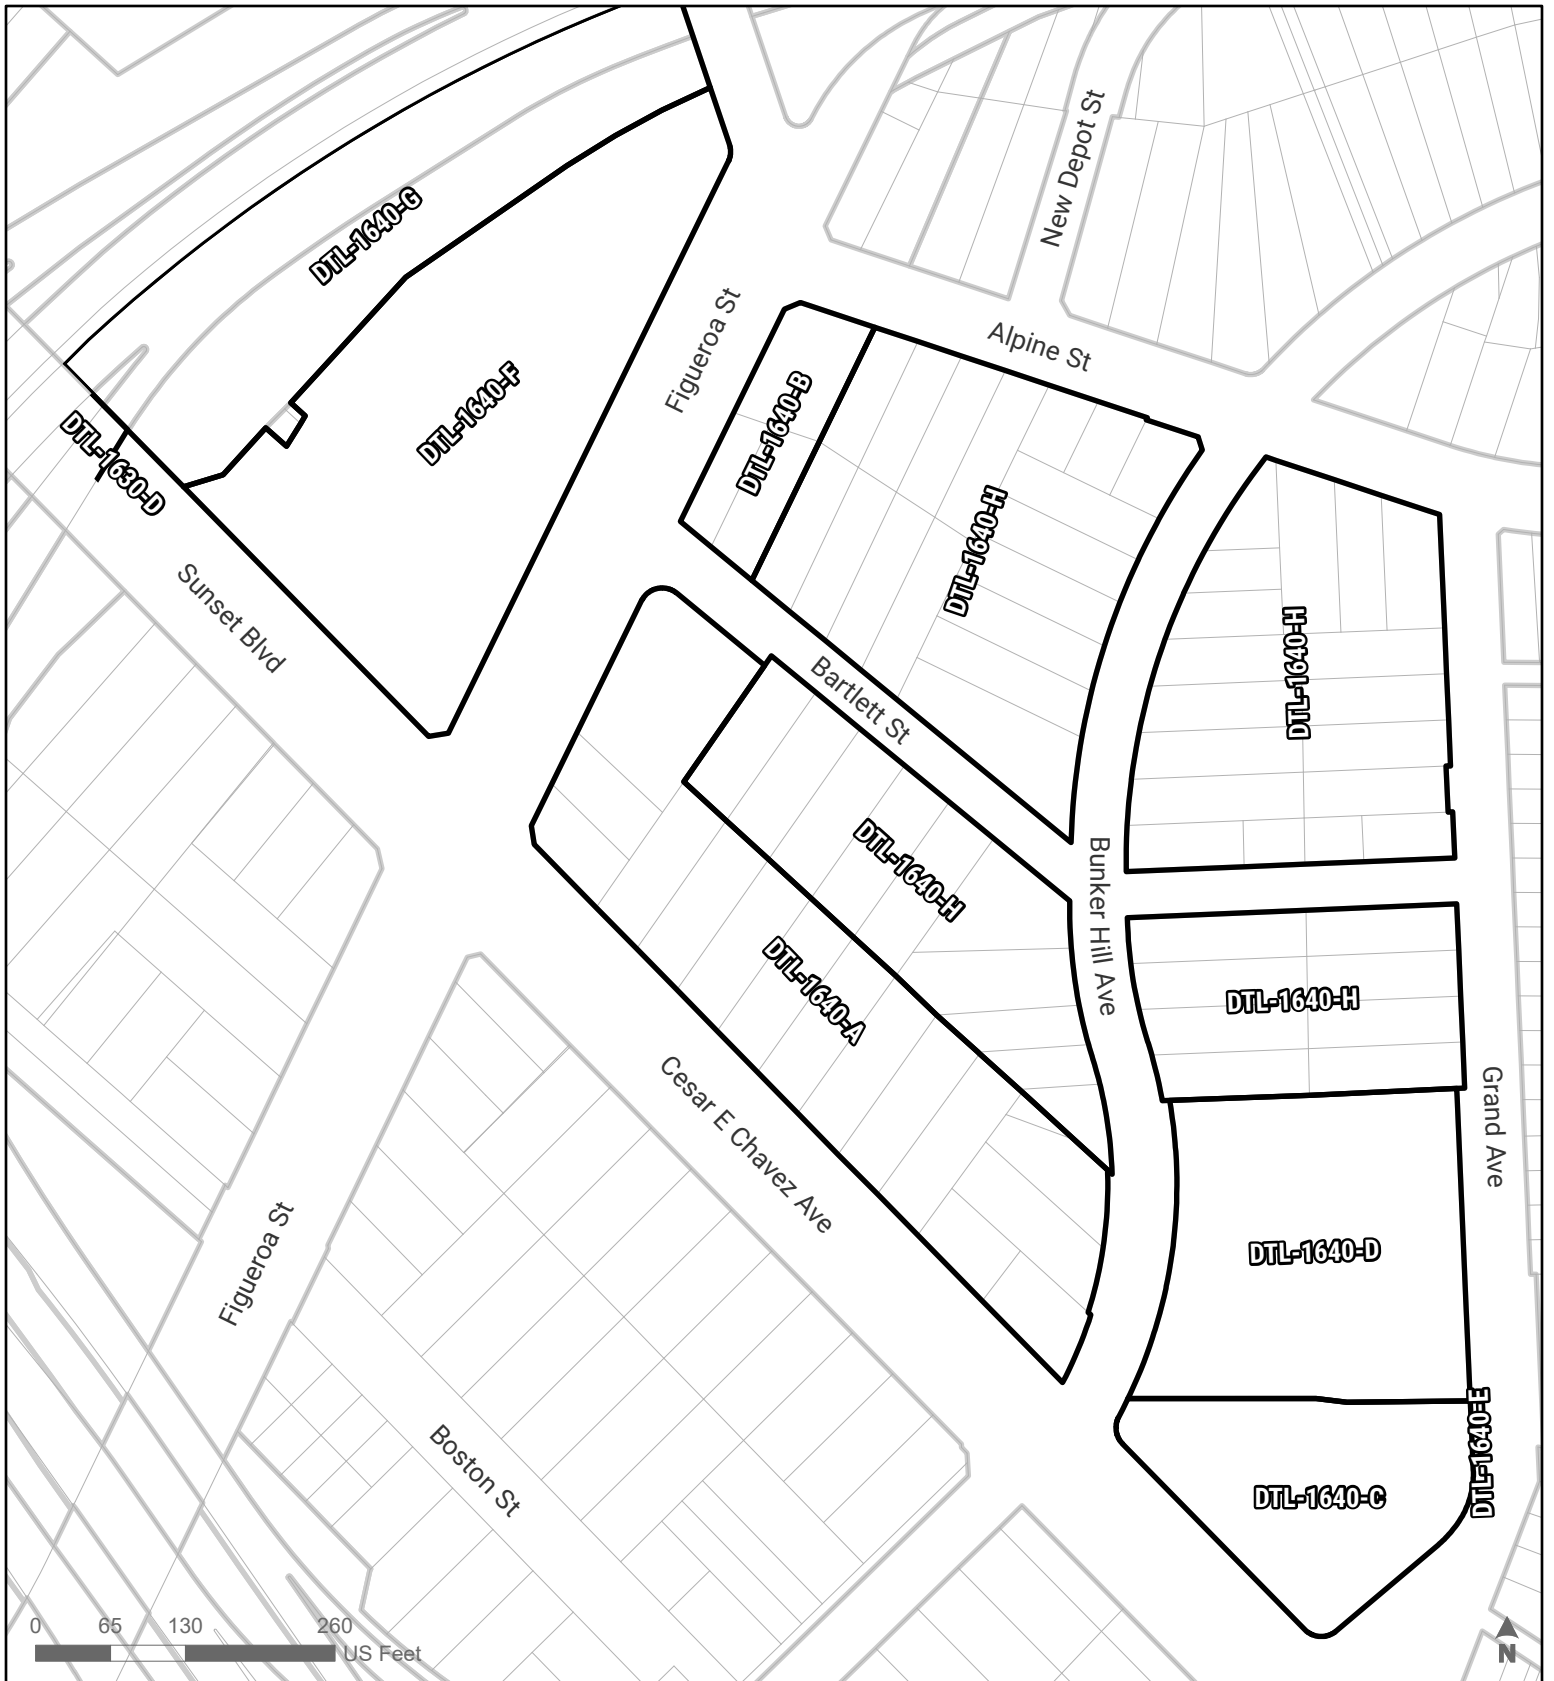 New Depot St
DTL-1640-G
Figueroa St
Alpine St
DTL-1640-F
DTL-1640-B
DTL-1630-D
DTL-1640-H
Sunset Blvd
DTL-1640-H
Bartlett St
DTL-1640-H
Bunker Hill Ave
DTL-1640-A
DTL-1640-H
Cesar E Chavez Ave
Grand Ave
Figueroa St
DTL-1640-D
DTL-1640-E
Boston St
DTL-1640-C
0 65 130 260
US Feet
N